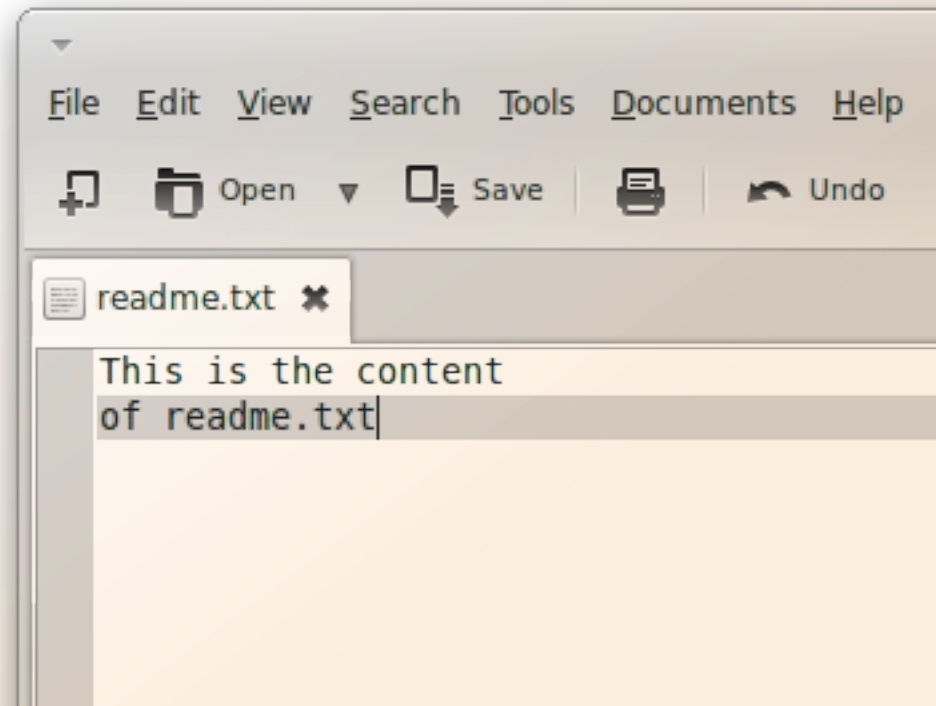 File Edit View Search Tools Documents Help
Open Save Undo
readme.txt
This is the content
of readme.txt